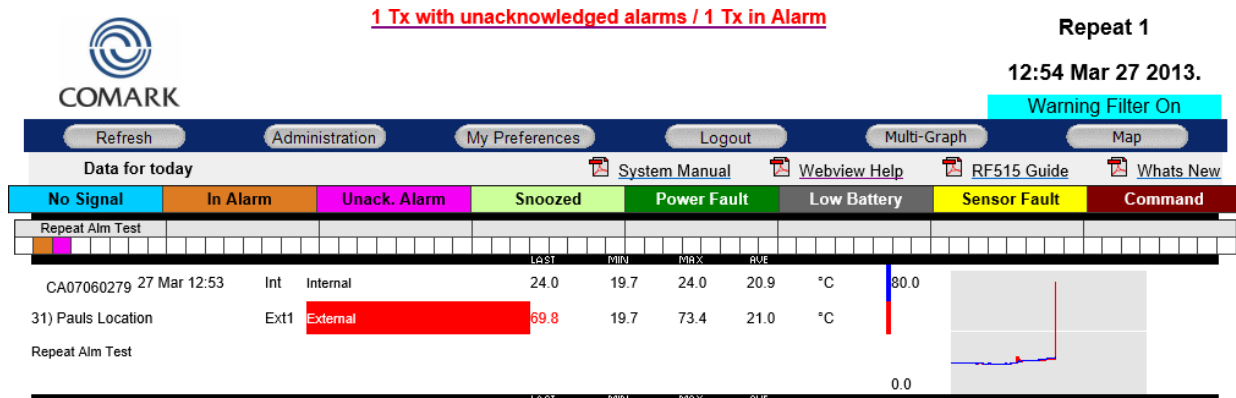 1 Tx with unacknowledged alarms / 1 Tx in Alarm
Repeat 1
12:54 Mar 27 2013.
COMARK
Warning Filter On
Refresh Administration My Preferences Logout Multi-Graph Map
Data for today System Manual Webview Help RF515 Guide Whats New
No Signal In Alarm Unack. Alarm Snoozed Power Fault Low Battery Sensor Fault Command
Repeat Alm Test
LAST MIN MAX AVE
CA07060279 27 Mar 12:53 Int Internal 24.0 19.7 24.0 20.9 °C 80.0
31) Pauls Location Ext1 External 69.8 19.7 73.4 21.0 °C
Repeat Alm Test
0.0
LAST MIN MAX AVE